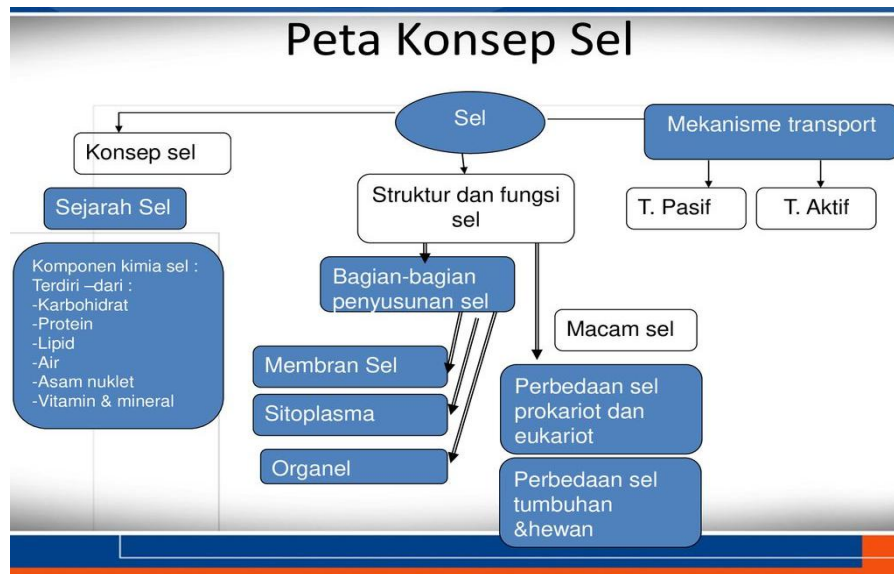 Peta Konsep Sel
Sel
Mekanisme transport
Konsep sel
Sejarah Sel
Struktur dan fungsi
sel
T. Pasif
T. Aktif
Komponen kimia sel :
Terdiri –dari :
-Karbohidrat
-Protein
-Lipid
-Air
-Asam nuklet
-Vitamin & mineral
Bagian-bagian
penyusunan sel
Membran Sel
Sitoplasma
Organel
Macam sel
Perbedaan sel
prokariot dan
eukariot
Perbedaan sel
tumbuhan
&hewan